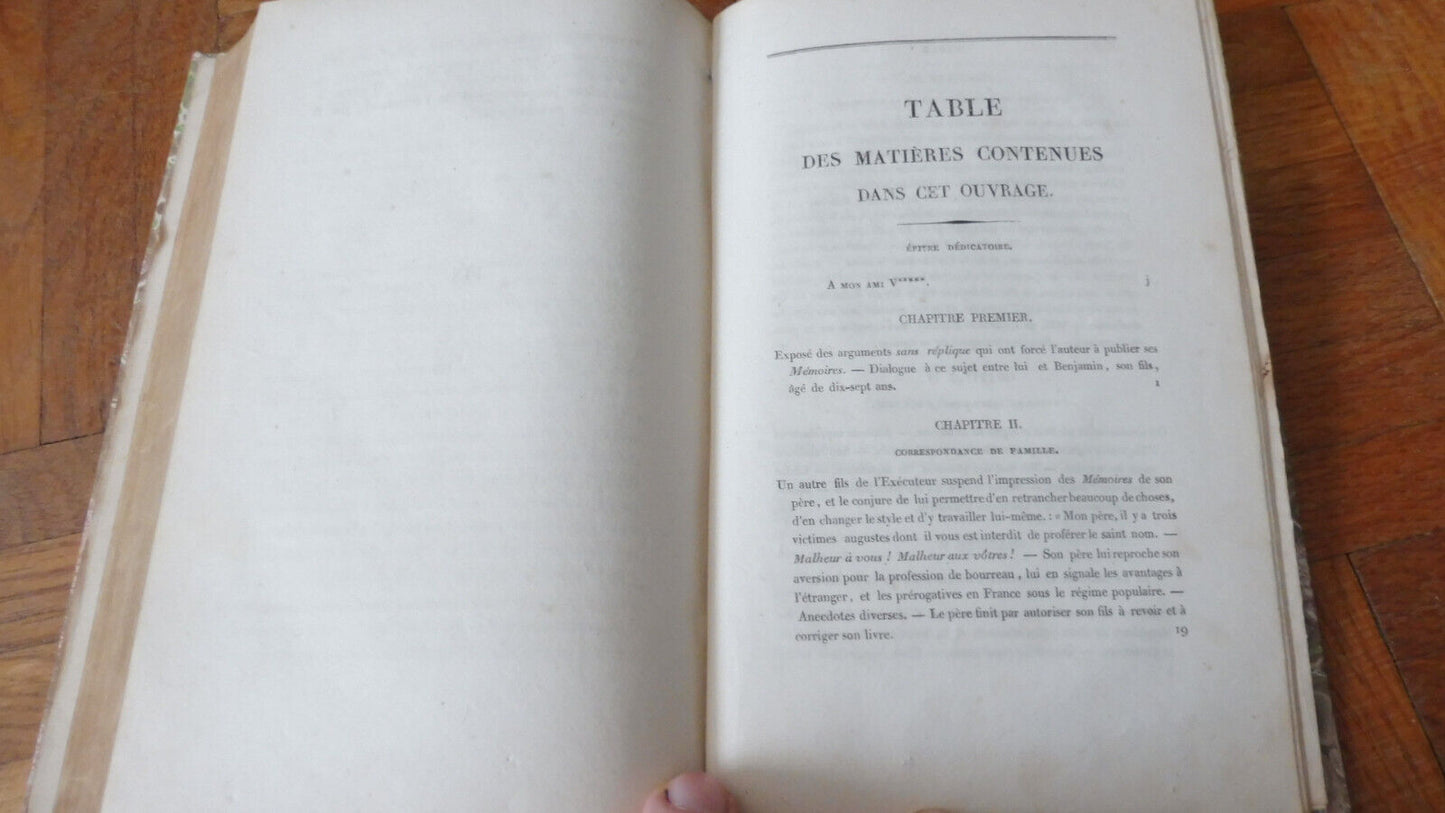 TABLE
DES MATIÈRES CONTENUES
DANS CET OUVRAGE.
ÉPITRE DÉDICATOIRE.
A MON AMI V*****. j
CHAPITRE PREMIER.
Exposé des arguments sans réplique qui ont forcé l'auteur à publier ses
Mémoires. — Dialogue à ce sujet entre lui et Benjamin, son fils,
âgé de dix-sept ans. 1
CHAPITRE II.
CORRESPONDANCE DE FAMILLE.
Un autre fils de l'Exécuteur suspend l'impression des Mémoires de son
père, et le conjure de lui permettre d'en retrancher beaucoup de choses,
d'en changer le style et d'y travailler lui-même. : « Mon père, il y a trois
victimes augustes dont il vous est interdit de proférer le saint nom. —
Malheur à vous ! Malheur aux vôtres ! — Son père lui reproche son
aversion pour la profession de bourreau, lui en signale les avantages à
l'étranger, et les prérogatives en France sous le régime populaire. —
Anecdotes diverses. — Le père finit par autoriser son fils à revoir et à
corriger son livre. 19